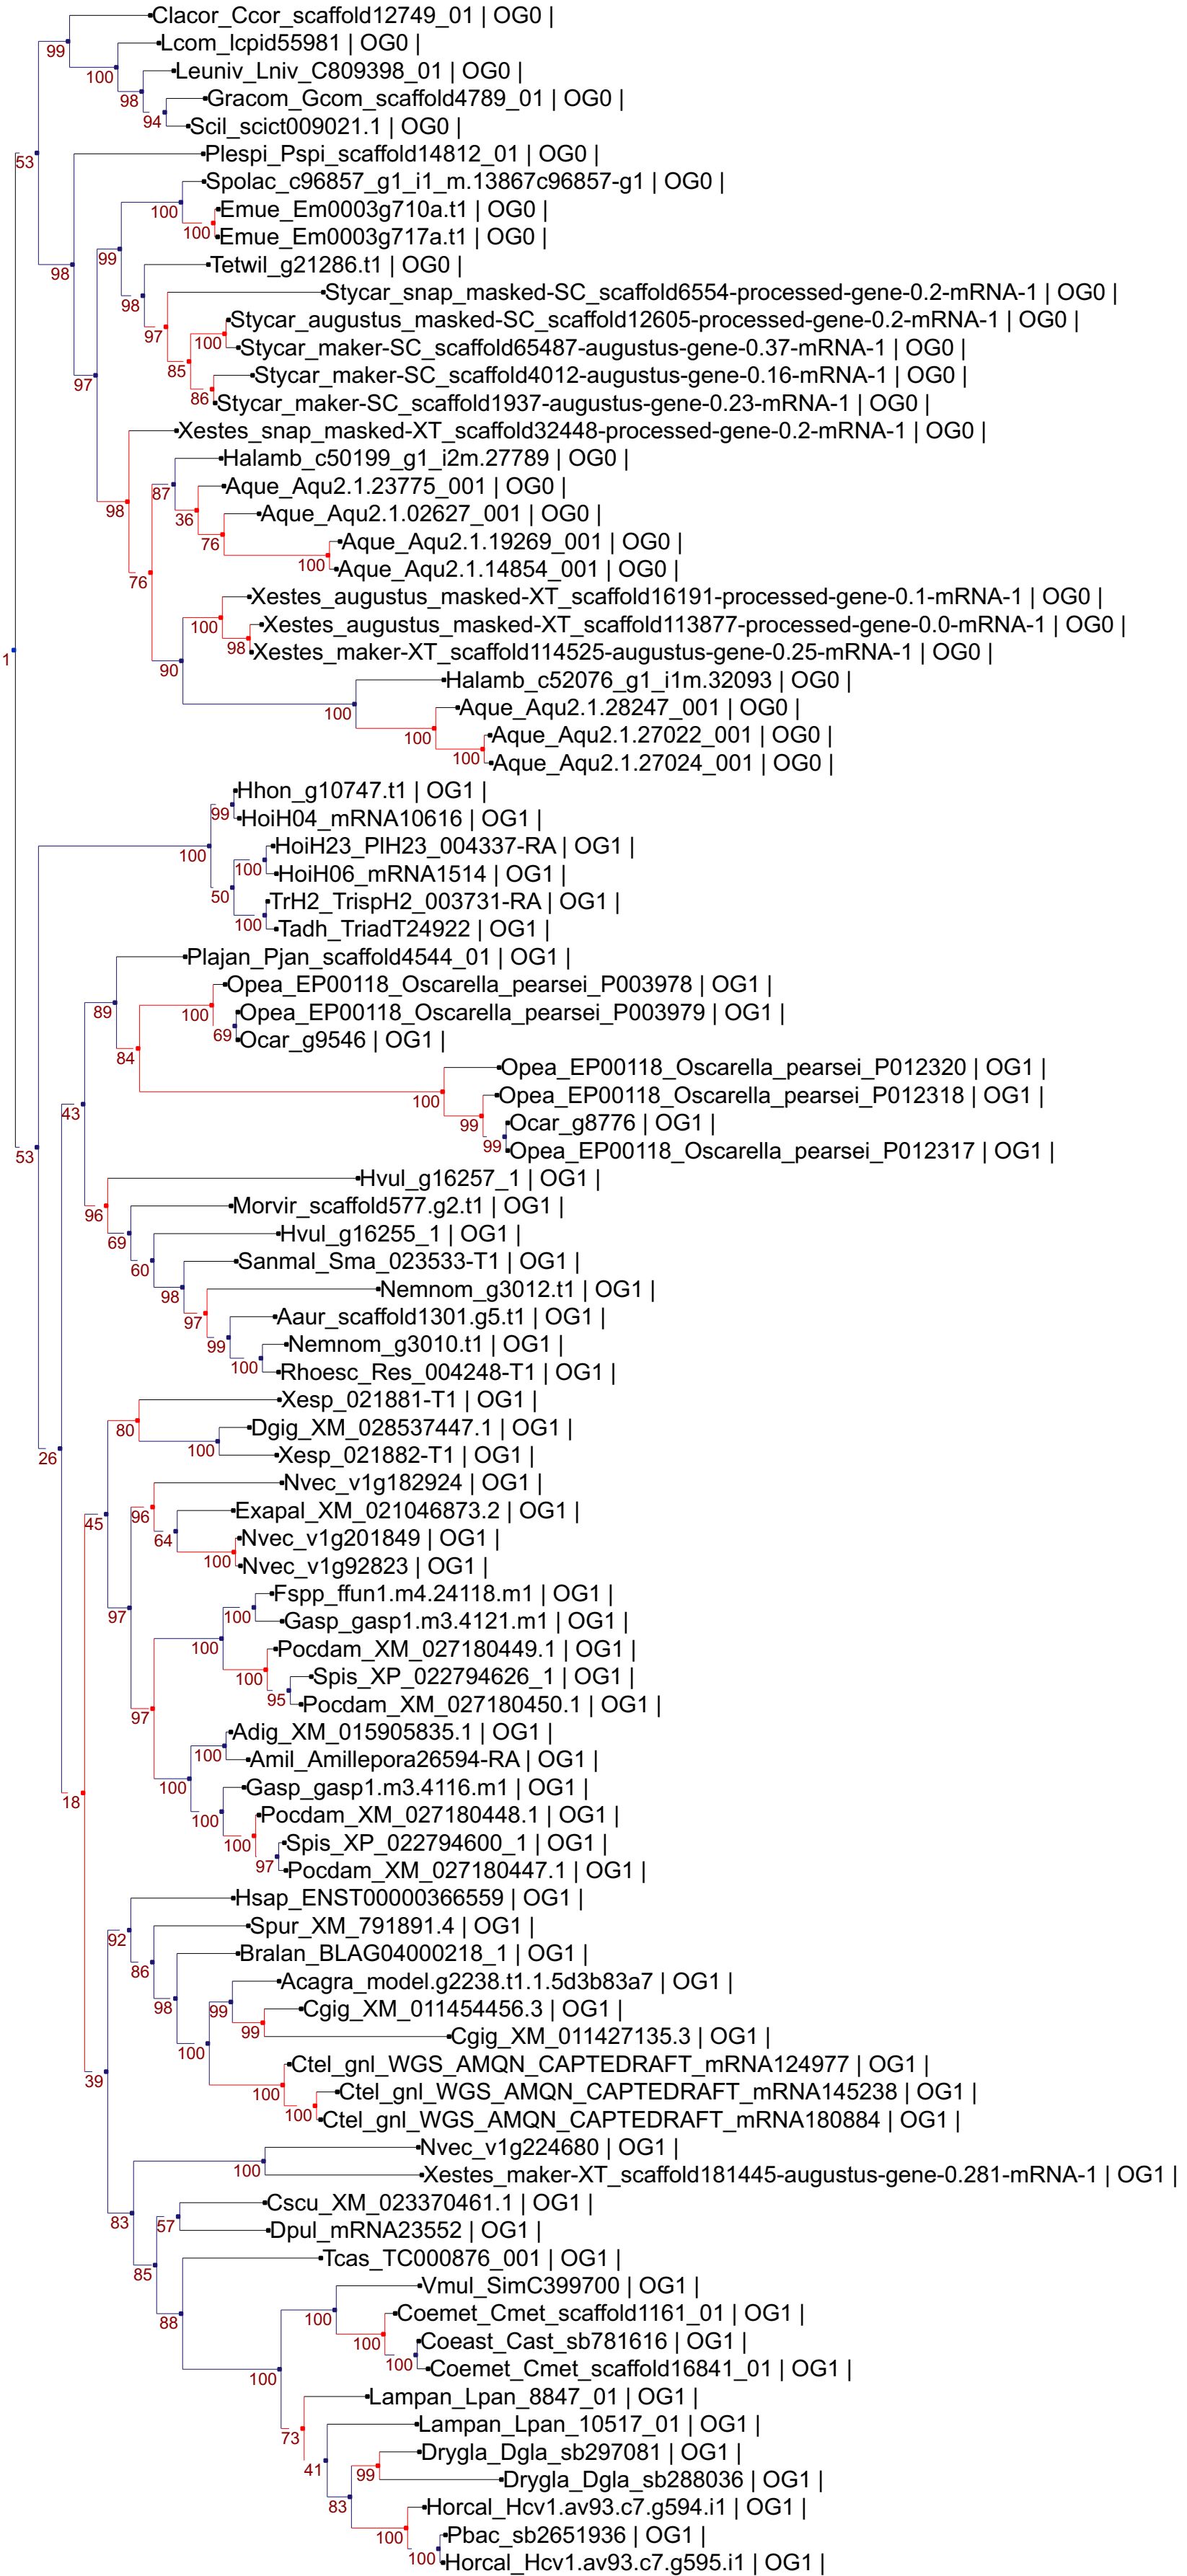 Clacor_Ccor_scaffold12749_01 | OG0 |
99
Lcom_lcpid55981 | OG0 |
100
Leuniv_Lniv_C809398_01 | OG0 |
98
Gracom_Gcom_scaffold4789_01 | OG0 |
94
Scil_scict009021.1 | OG0 |
53
Plespi_Pspi_scaffold14812_01 | OG0 |
Spolac_c96857_g1_i1_m.13867c96857-g1 | OG0 |
100
Emue_Em0003g710a.t1 | OG0 |
100
Emue_Em0003g717a.t1 | OG0 |
99
98
Tetwil_g21286.t1 | OG0 |
98
Stycar_snap_masked-SC_scaffold6554-processed-gene-0.2-mRNA-1 | OG0 |
97
Stycar_augustus_masked-SC_scaffold12605-processed-gene-0.2-mRNA-1 | OG0 |
100
Stycar_maker-SC_scaffold65487-augustus-gene-0.37-mRNA-1 | OG0 |
85
Stycar_maker-SC_scaffold4012-augustus-gene-0.16-mRNA-1 | OG0 |
97
86
Stycar_maker-SC_scaffold1937-augustus-gene-0.23-mRNA-1 | OG0 |
Xestes_snap_masked-XT_scaffold32448-processed-gene-0.2-mRNA-1 | OG0 |
Halamb_c50199_g1_i2m.27789 | OG0 |
87
Aque_Aqu2.1.23775_001 | OG0 |
98
36
Aque_Aqu2.1.02627_001 | OG0 |
76
Aque_Aqu2.1.19269_001 | OG0 |
100
Aque_Aqu2.1.14854_001 | OG0 |
76
Xestes_augustus_masked-XT_scaffold16191-processed-gene-0.1-mRNA-1 | OG0 |
100
Xestes_augustus_masked-XT_scaffold113877-processed-gene-0.0-mRNA-1 | OG0 |
98
Xestes_maker-XT_scaffold114525-augustus-gene-0.25-mRNA-1 | OG0 |
1
90
Halamb_c52076_g1_i1m.32093 | OG0 |
100
Aque_Aqu2.1.28247_001 | OG0 |
100
Aque_Aqu2.1.27022_001 | OG0 |
100
Aque_Aqu2.1.27024_001 | OG0 |
Hhon_g10747.t1 | OG1 |
99
HoiH04_mRNA10616 | OG1 |
100
HoiH23_PlH23_004337-RA | OG1 |
100
HoiH06_mRNA1514 | OG1 |
50
TrH2_TrispH2_003731-RA | OG1 |
100
Tadh_TriadT24922 | OG1 |
Plajan_Pjan_scaffold4544_01 | OG1 |
Opea_EP00118_Oscarella_pearsei_P003978 | OG1 |
89
100
Opea_EP00118_Oscarella_pearsei_P003979 | OG1 |
69
Ocar_g9546 | OG1 |
84
Opea_EP00118_Oscarella_pearsei_P012320 | OG1 |
100
Opea_EP00118_Oscarella_pearsei_P012318 | OG1 |
43
99
Ocar_g8776 | OG1 |
99
Opea_EP00118_Oscarella_pearsei_P012317 | OG1 |
53
Hvul_g16257_1 | OG1 |
Morvir_scaffold577.g2.t1 | OG1 |
96
Hvul_g16255_1 | OG1 |
69
Sanmal_Sma_023533-T1 | OG1 |
60
Nemnom_g3012.t1 | OG1 |
98
Aaur_scaffold1301.g5.t1 | OG1 |
97
Nemnom_g3010.t1 | OG1 |
99
100
Rhoesc_Res_004248-T1 | OG1 |
Xesp_021881-T1 | OG1 |
80
Dgig_XM_028537447.1 | OG1 |
26
100
Xesp_021882-T1 | OG1 |
Nvec_v1g182924 | OG1 |
96
Exapal_XM_021046873.2 | OG1 |
45
64
Nvec_v1g201849 | OG1 |
100
Nvec_v1g92823 | OG1 |
Fspp_ffun1.m4.24118.m1 | OG1 |
97
100
Gasp_gasp1.m3.4121.m1 | OG1 |
100
Pocdam_XM_027180449.1 | OG1 |
100
Spis_XP_022794626_1 | OG1 |
95
Pocdam_XM_027180450.1 | OG1 |
97
Adig_XM_015905835.1 | OG1 |
100
Amil_Amillepora26594-RA | OG1 |
100
Gasp_gasp1.m3.4116.m1 | OG1 |
18
100
Pocdam_XM_027180448.1 | OG1 |
100
Spis_XP_022794600_1 | OG1 |
97
Pocdam_XM_027180447.1 | OG1 |
Hsap_ENST00000366559 | OG1 |
92
Spur_XM_791891.4 | OG1 |
86
Bralan_BLAG04000218_1 | OG1 |
98
Acagra_model.g2238.t1.1.5d3b83a7 | OG1 |
99
Cgig_XM_011454456.3 | OG1 |
99
Cgig_XM_011427135.3 | OG1 |
100
Ctel_gnl_WGS_AMQN_CAPTEDRAFT_mRNA124977 | OG1 |
39
100
Ctel_gnl_WGS_AMQN_CAPTEDRAFT_mRNA145238 | OG1 |
100
Ctel_gnl_WGS_AMQN_CAPTEDRAFT_mRNA180884 | OG1 |
Nvec_v1g224680 | OG1 |
100
Xestes_maker-XT_scaffold181445-augustus-gene-0.281-mRNA-1 | OG1 |
Cscu_XM_023370461.1 | OG1 |
83
57
Dpul_mRNA23552 | OG1 |
85
Tcas_TC000876_001 | OG1 |
Vmul_SimC399700 | OG1 |
88
100
Coemet_Cmet_scaffold1161_01 | OG1 |
100
Coeast_Cast_sb781616 | OG1 |
100
Coemet_Cmet_scaffold16841_01 | OG1 |
100
Lampan_Lpan_8847_01 | OG1 |
73
Lampan_Lpan_10517_01 | OG1 |
41
Drygla_Dgla_sb297081 | OG1 |
99
Drygla_Dgla_sb288036 | OG1 |
83
Horcal_Hcv1.av93.c7.g594.i1 | OG1 |
100
Pbac_sb2651936 | OG1 |
100
Horcal_Hcv1.av93.c7.g595.i1 | OG1 |